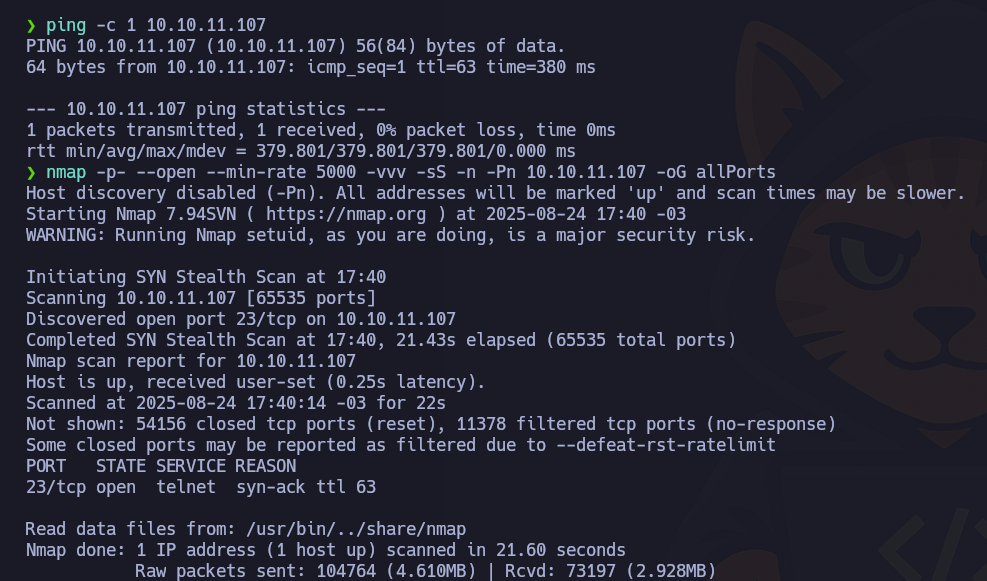 ❯ ping -c 1 10.10.11.107
PING 10.10.11.107 (10.10.11.107) 56(84) bytes of data.
64 bytes from 10.10.11.107: icmp_seq=1 ttl=63 time=380 ms

--- 10.10.11.107 ping statistics ---
1 packets transmitted, 1 received, 0% packet loss, time 0ms
rtt min/avg/max/mdev = 379.801/379.801/379.801/0.000 ms
❯ nmap -p- --open --min-rate 5000 -vvv -sS -n -Pn 10.10.11.107 -oG allPorts
Host discovery disabled (-Pn). All addresses will be marked 'up' and scan times may be slower.
Starting Nmap 7.94SVN ( https://nmap.org ) at 2025-08-24 17:40 -03
WARNING: Running Nmap setuid, as you are doing, is a major security risk.

Initiating SYN Stealth Scan at 17:40
Scanning 10.10.11.107 [65535 ports]
Discovered open port 23/tcp on 10.10.11.107
Completed SYN Stealth Scan at 17:40, 21.43s elapsed (65535 total ports)
Nmap scan report for 10.10.11.107
Host is up, received user-set (0.25s latency).
Scanned at 2025-08-24 17:40:14 -03 for 22s
Not shown: 54156 closed tcp ports (reset), 11378 filtered tcp ports (no-response)
Some closed ports may be reported as filtered due to --defeat-rst-ratelimit
PORT   STATE SERVICE REASON
23/tcp open  telnet  syn-ack ttl 63

Read data files from: /usr/bin/../share/nmap
Nmap done: 1 IP address (1 host up) scanned in 21.60 seconds
           Raw packets sent: 104764 (4.610MB) | Rcvd: 73197 (2.928MB)